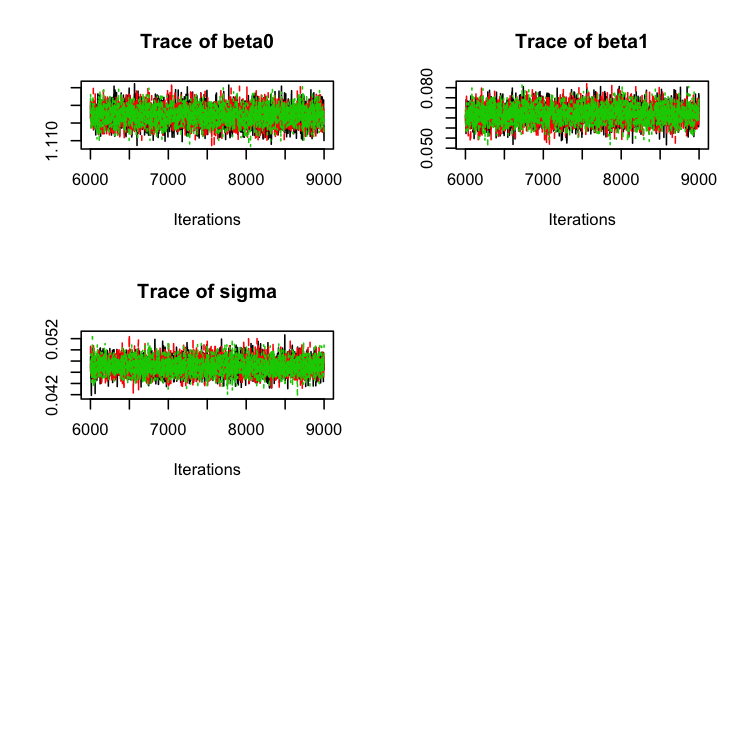 Trace of beta0
1.110
6000 7000 8000 9000
Iterations
Trace of beta1
0.050 0.080
6000 7000 8000 9000
Iterations
Trace of sigma
0.042 0.052
6000 7000 8000 9000
Iterations